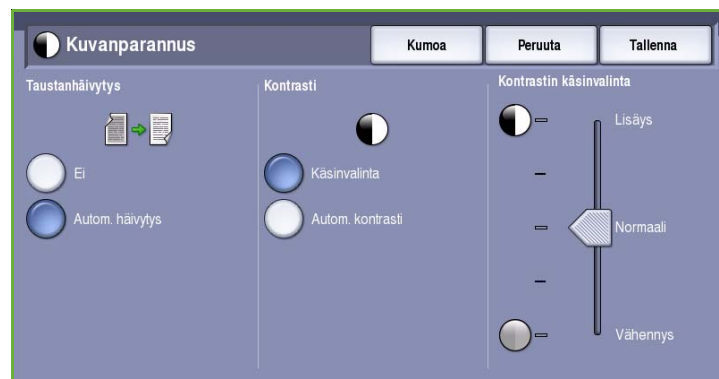 Kuvanparannus
Kumoa
Peruuta
Tallenna
Taustanhäivytys
Ei
Autom. häivytys
Kontrasti
Käsinvalinta
Autom. kontrasti
Kontrastin käsinvalinta
Lisäys
Normaali
Vähennys